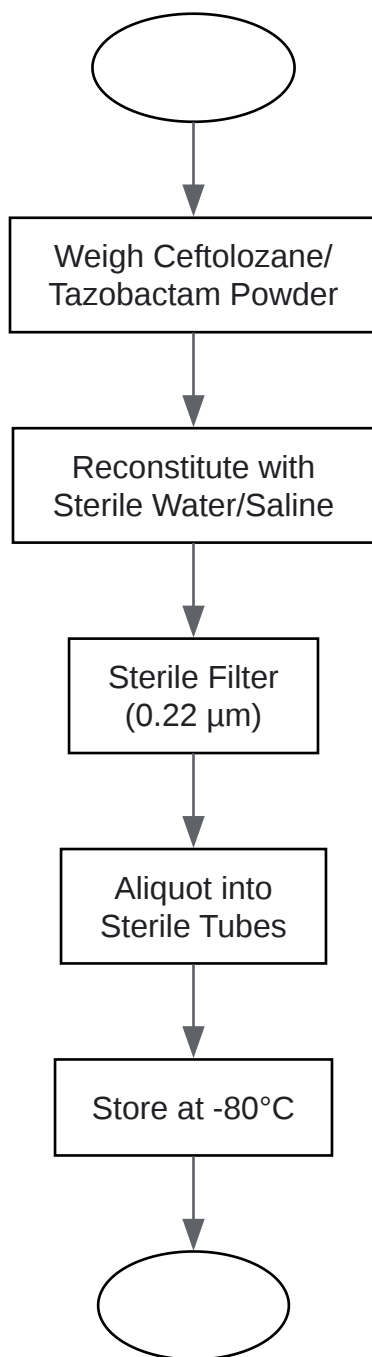 Weigh Ceftolozane/
Tazobactam Powder
Reconstitute with
Sterile Water/Saline
Sterile Filter
(0.22 µm)
Aliquot into
Sterile Tubes
Store at -80°C